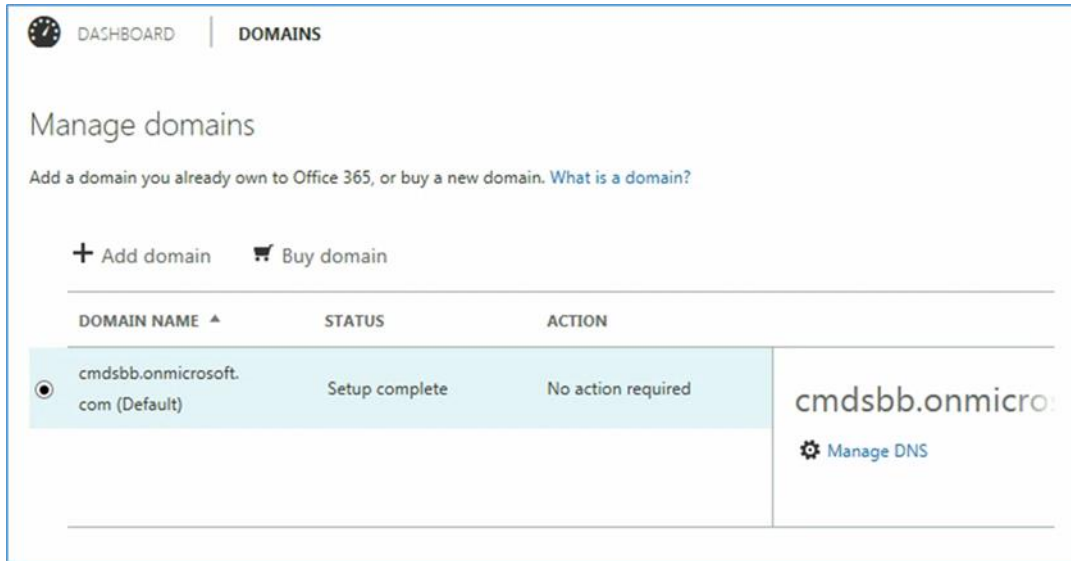 DASHBOARD DOMAINS
Manage domains
Add a domain you already own to Office 365, or buy a new domain. What is a domain?
Add domain Buy domain
DOMAIN NAME STATUS ACTION
cmdsbb.onmicrosoft.
com (Default)
Setup complete
No action required
cmdsbb.onmicro
Manage DNS